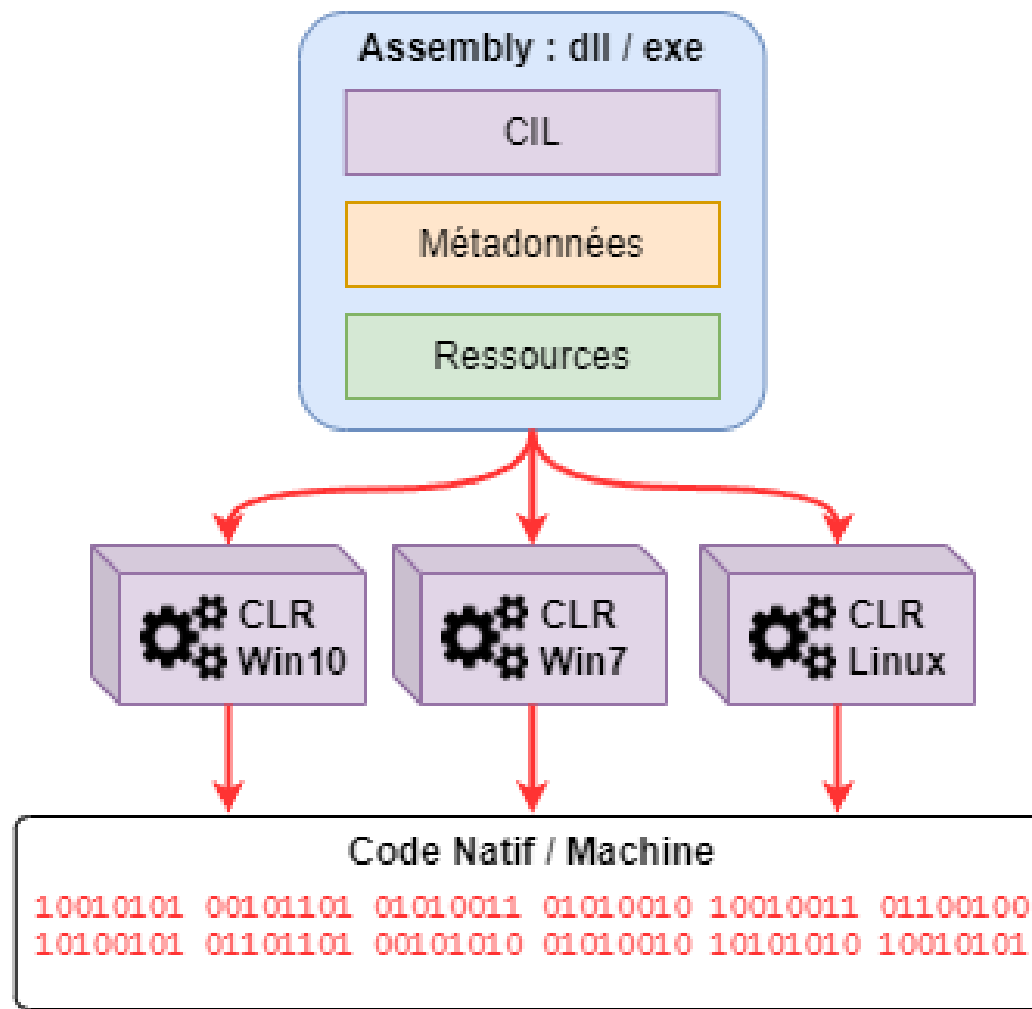 Assembly : dll / exe
CIL
Métadonnées
Ressources
CLR
Win10
CLR
Win7
CLR
Linux
Code Natif / Machine
10010101 00101101 01010011 01010010 10010011 01100100
10100101 01101101 00101010 01010010 10101010 10010101